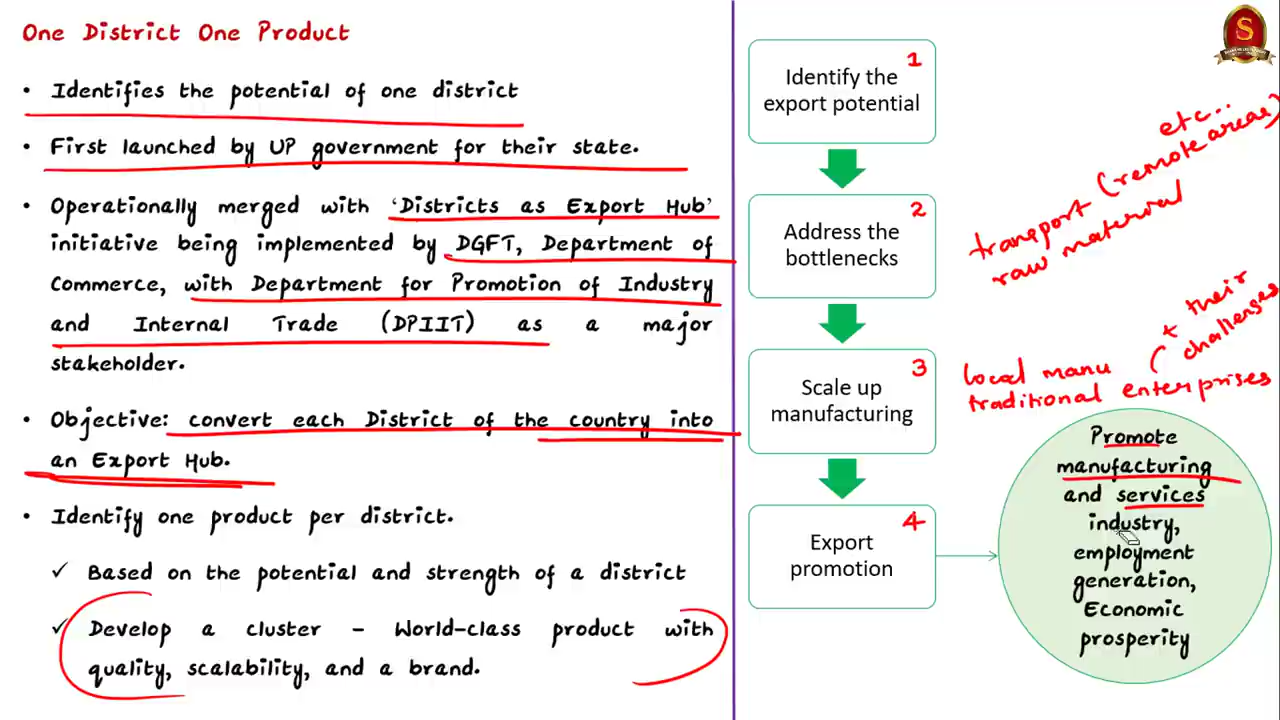 One District One Product
• Identifies the potential of one district
• First launched by UP government for their state.
• Operationally merged with ‘Districts as Export Hub’
initiative being implemented by DGFT, Department of
Commerce, with Department for Promotion of Industry
and Internal Trade (DPIIT) as a major
stakeholder.
• Objective: convert each District of the country into
an Export Hub.
• Identify one product per district.
✓ Based on the potential and strength of a district
✓ Develop a cluster – World-class product with
quality, scalability, and a brand.
1
Identify the
export potential
2
Address the
bottlenecks
etc..
transport (remote areas)
raw material
3
Scale up
manufacturing
+ their
challenges
local manu
traditional enterprises
4
Export
promotion
Promote
manufacturing
and services
industry,
employment
generation,
Economic
prosperity
S